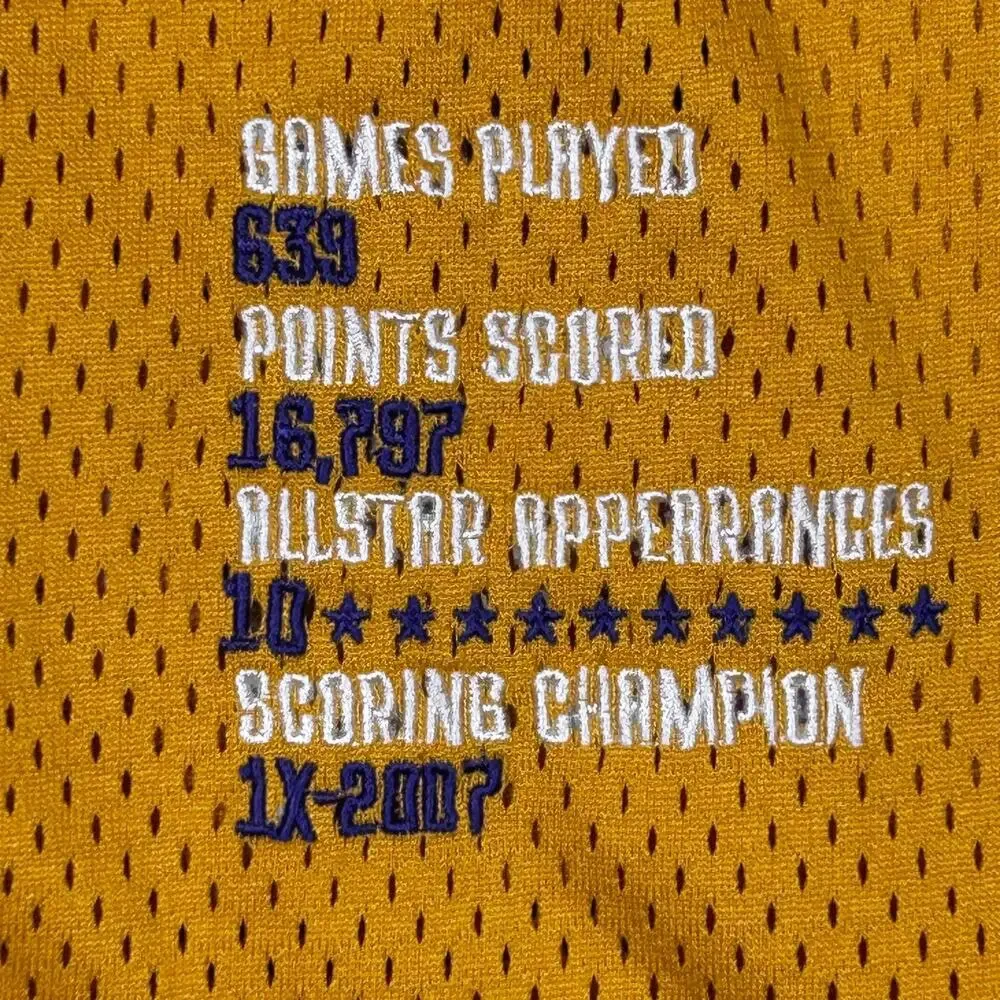 GAMES PLAYED
639
POINTS SCORED
16,797
ALLSTAR APPEARANCES
10★★★★★★★★★★
SCORING CHAMPION
1X-2007